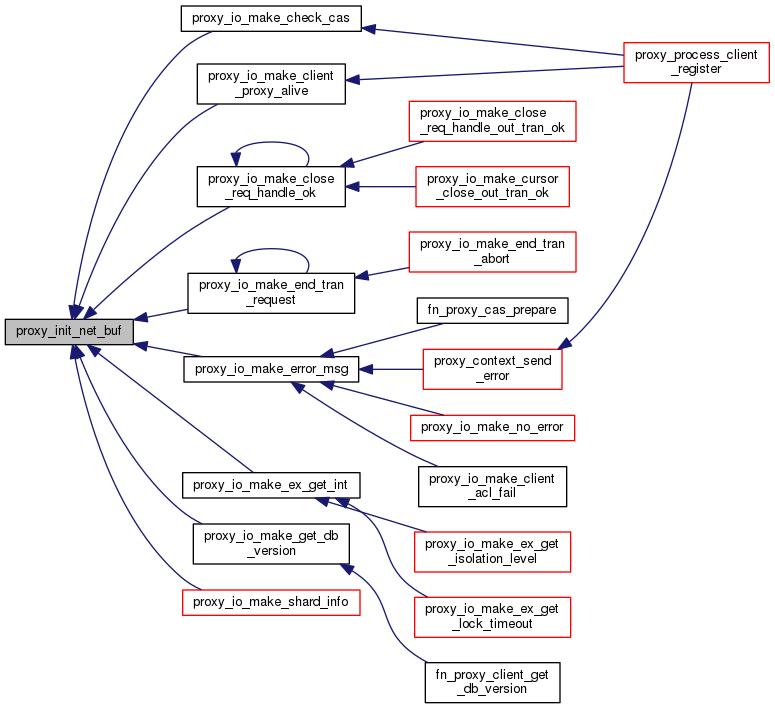 proxy_io_make_check_cas
proxy_process_client
_register
proxy_io_make_client
_proxy_alive
proxy_io_make_close
_req_handle_out_tran_ok
proxy_io_make_close
_req_handle_ok
proxy_io_make_cursor
_close_out_tran_ok
proxy_io_make_end_tran
_abort
proxy_io_make_end_tran
_request
fn_proxy_cas_prepare
proxy_init_net_buf
proxy_io_make_error_msg
proxy_context_send
_error
proxy_io_make_no_error
proxy_io_make_client
_acl_fail
proxy_io_make_ex_get_int
proxy_io_make_get_db
_version
proxy_io_make_ex_get
_isolation_level
proxy_io_make_shard_info
proxy_io_make_ex_get
_lock_timeout
fn_proxy_client_get
_db_version